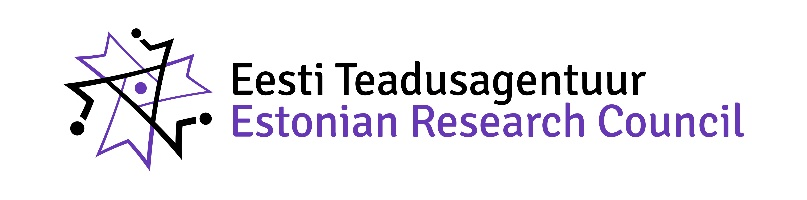 Eesti Teadusagentuur
Estonian Research Council